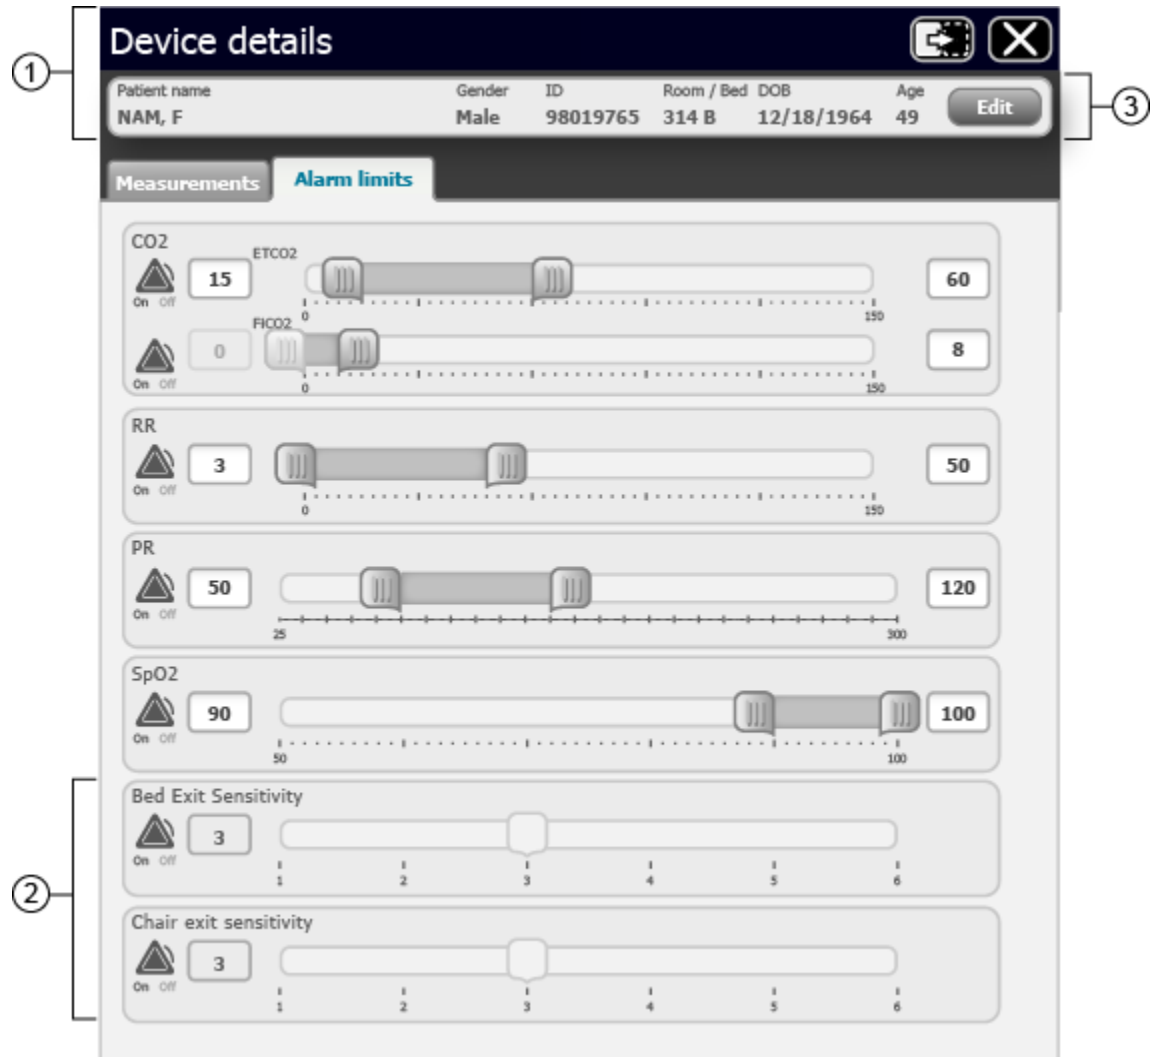 Device details
1
Patient name Gender ID Room / Bed DOB Age
NAM, F Male 98019765 314 B 12/18/1964 49 Edit
3
Measurements Alarm limits
CO2
ETCO2
15 60
On Off
0 150
FICO2
0 8
On Off
0 150
RR
3 50
On Off
0 150
PR
50 120
On Off
25 300
SpO2
90 100
On Off
50 100
Bed Exit Sensitivity
3
On Off
1 2 3 4 5 6
2
Chair exit sensitivity
3
On Off
1 2 3 4 5 6